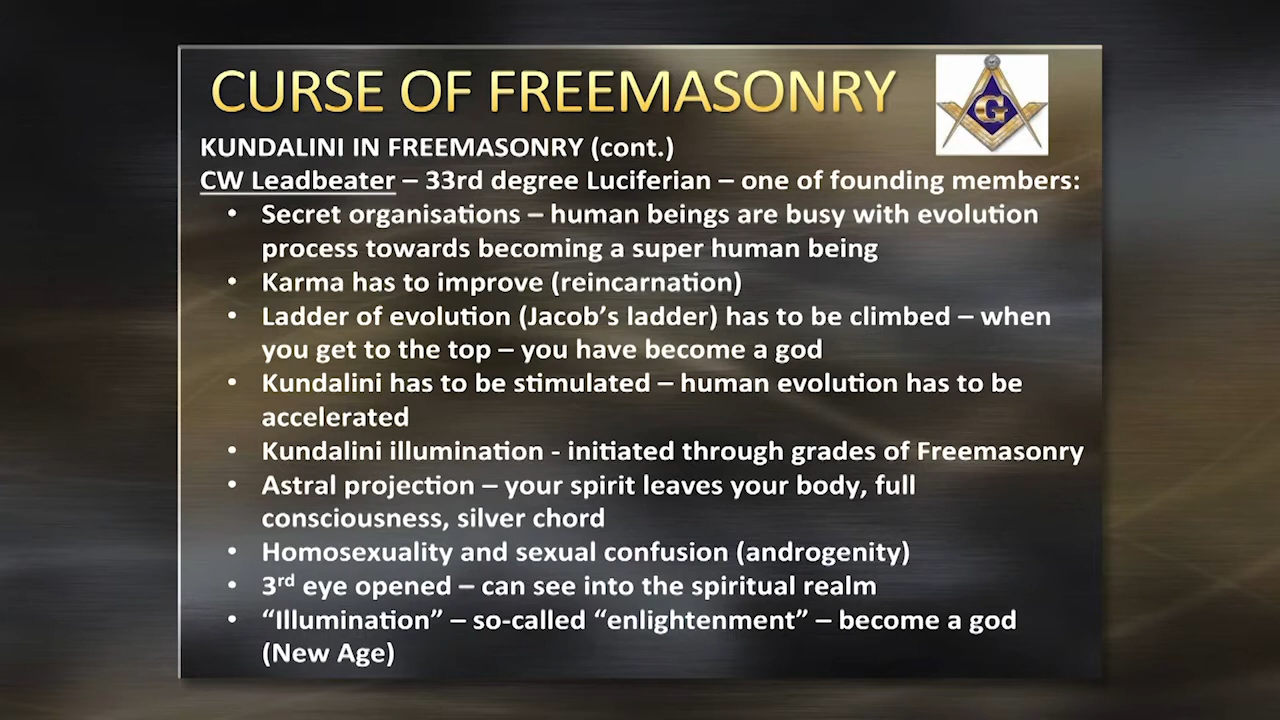 CURSE OF FREEMASONRY
G
KUNDALINI IN FREEMASONRY (cont.)
CW Leadbeater – 33rd degree Luciferian – one of founding members:
• Secret organisations – human beings are busy with evolution
process towards becoming a super human being
• Karma has to improve (reincarnation)
• Ladder of evolution (Jacob's ladder) has to be climbed – when
you get to the top – you have become a god
• Kundalini has to be stimulated – human evolution has to be
accelerated
• Kundalini illumination - initiated through grades of Freemasonry
• Astral projection – your spirit leaves your body, full
consciousness, silver chord
• Homosexuality and sexual confusion (androgenity)
• 3rd eye opened – can see into the spiritual realm
• “Illumination” – so-called “enlightenment” – become a god
(New Age)